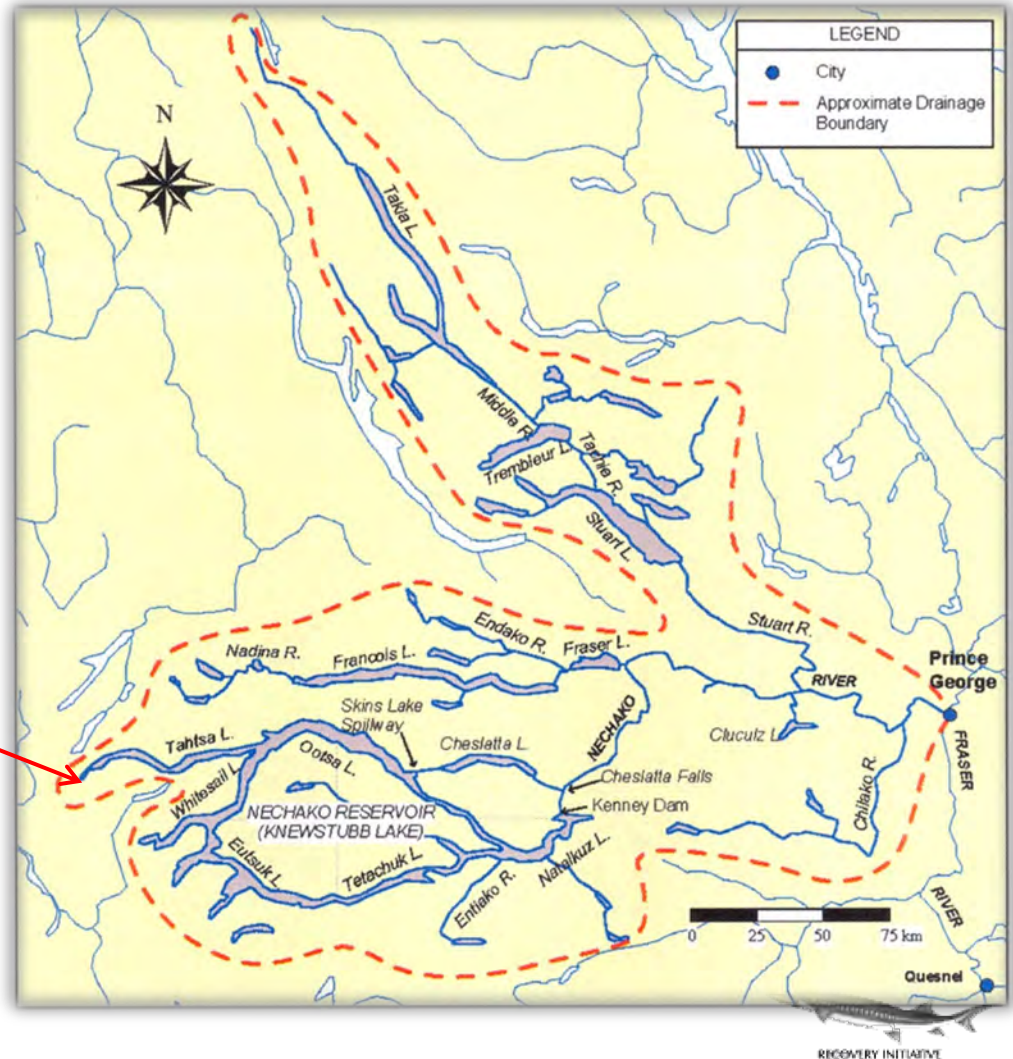 LEGEND
City
Approximate Drainage
Boundary
N
Takla L.
Middle R.
Tachie R.
Trembleur L.
Stuart L.
Stuart R.
Endako R.
Fraser L.
Nadina R.
Francois L.
Prince
George
RIVER
Skins Lake
Spillway
NECHAKO
Cheslatta L.
Cluculz L.
FRASER
Tahtsa L.
Ootsa L.
Whitesail L.
Cheslatta Falls
Kenney Dam
NECHAKO RESERVOIR
(KNEWSTUBB LAKE)
Chilako R.
Eutsuk L.
Tetachuk L.
Natalkuz L.
Entiako R.
RIVER
0 25 50 75 km
Quesnel
RECOVERY INITIATIVE